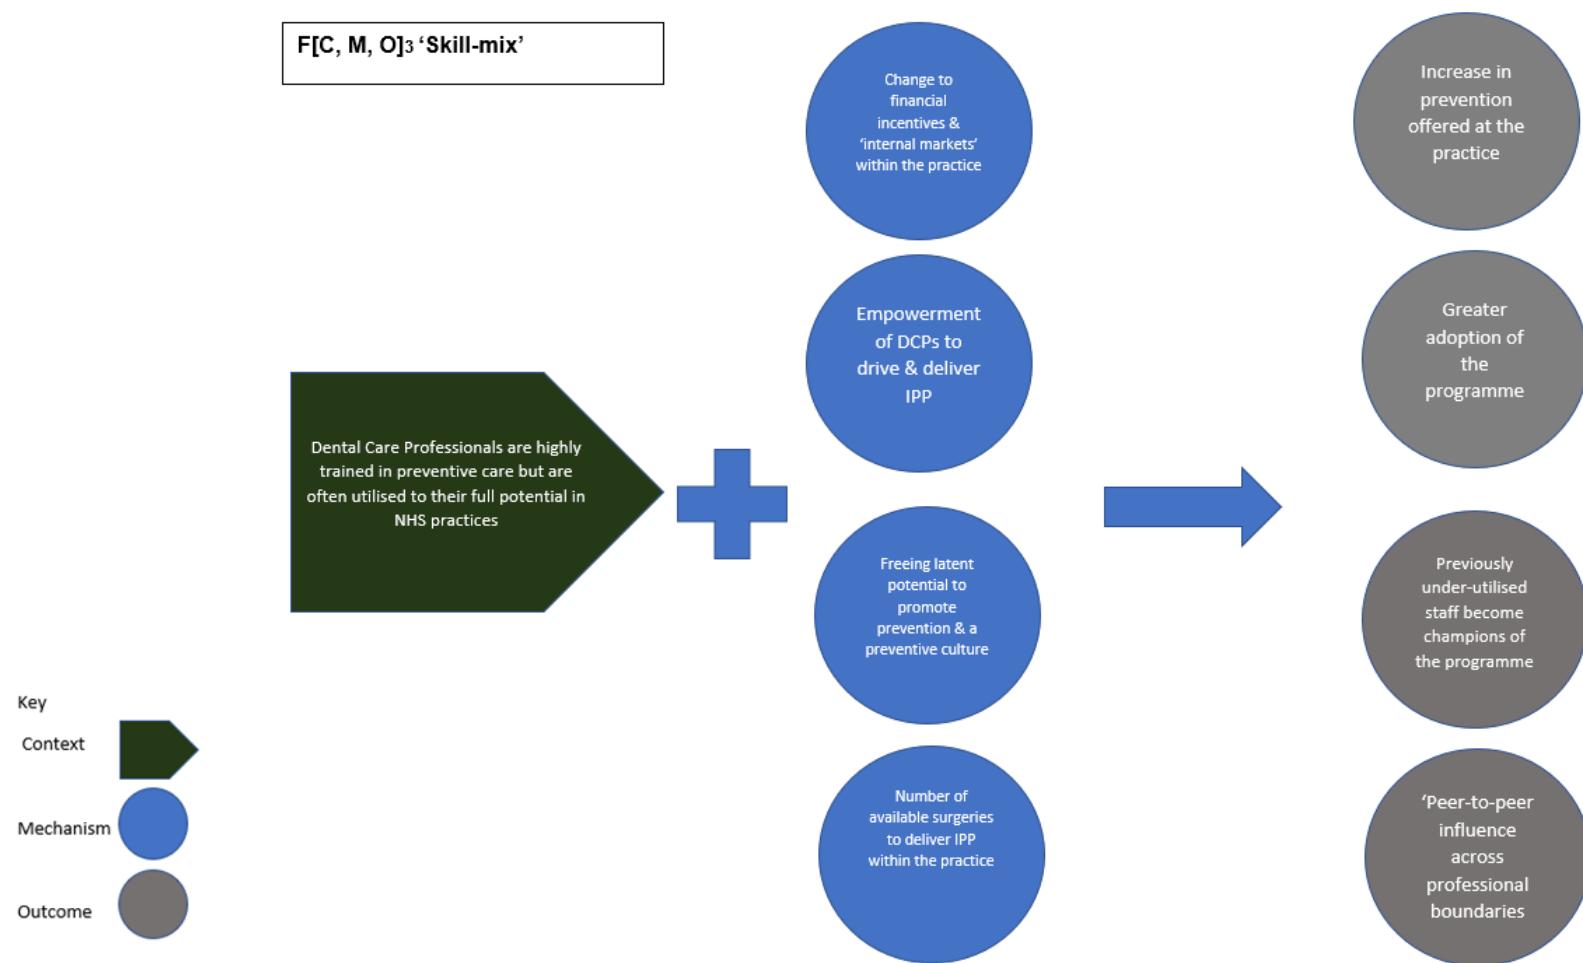 F[C, M, O]3 ‘Skill-mix’
Dental Care Professionals are highly
trained in preventive care but are
often utilised to their full potential in
NHS practices
Change to
financial
incentives &
‘internal markets’
within the practice
Empowerment
of DCPs to
drive & deliver
IPP
Freeing latent
potential to
promote
prevention & a
preventive culture
Number of
available surgeries
to deliver IPP
within the practice
Increase in
prevention
offered at the
practice
Greater
adoption of
the
programme
Previously
under-utilised
staff become
champions of
the programme
‘Peer-to-peer
influence
across
professional
boundaries
Key
Context
Mechanism
Outcome